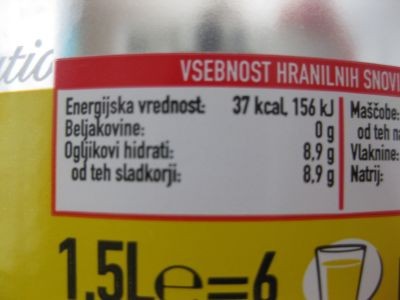 VSEBNOST HRANILNIH SNOVI
Energijska vrednost: 37 kcal, 156 kJ
Beljakovine: 0 g
Ogljikovi hidrati: 8,9 g
od teh sladkorji: 8,9 g
Maščobe:
od teh
Vlaknine:
Natrij:
1,5L e=6